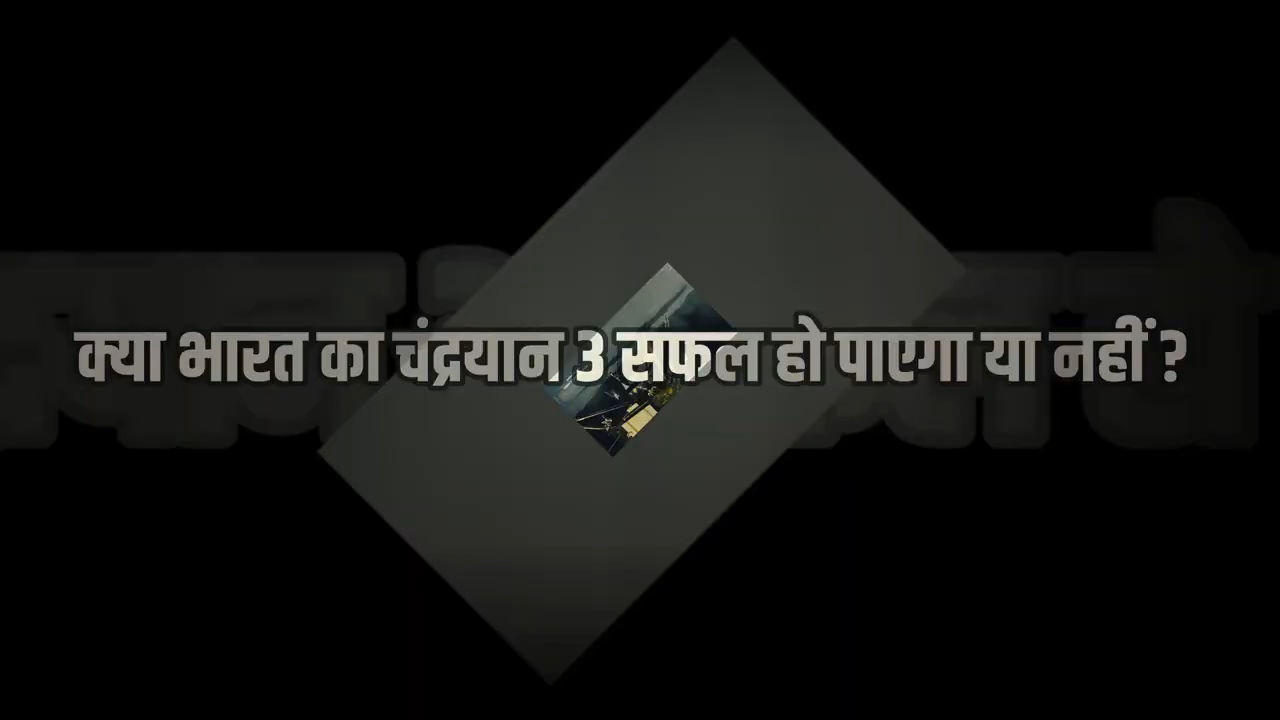 क्या भारत का चंद्रयान 3 सफल हो पाएगा या नहीं ?